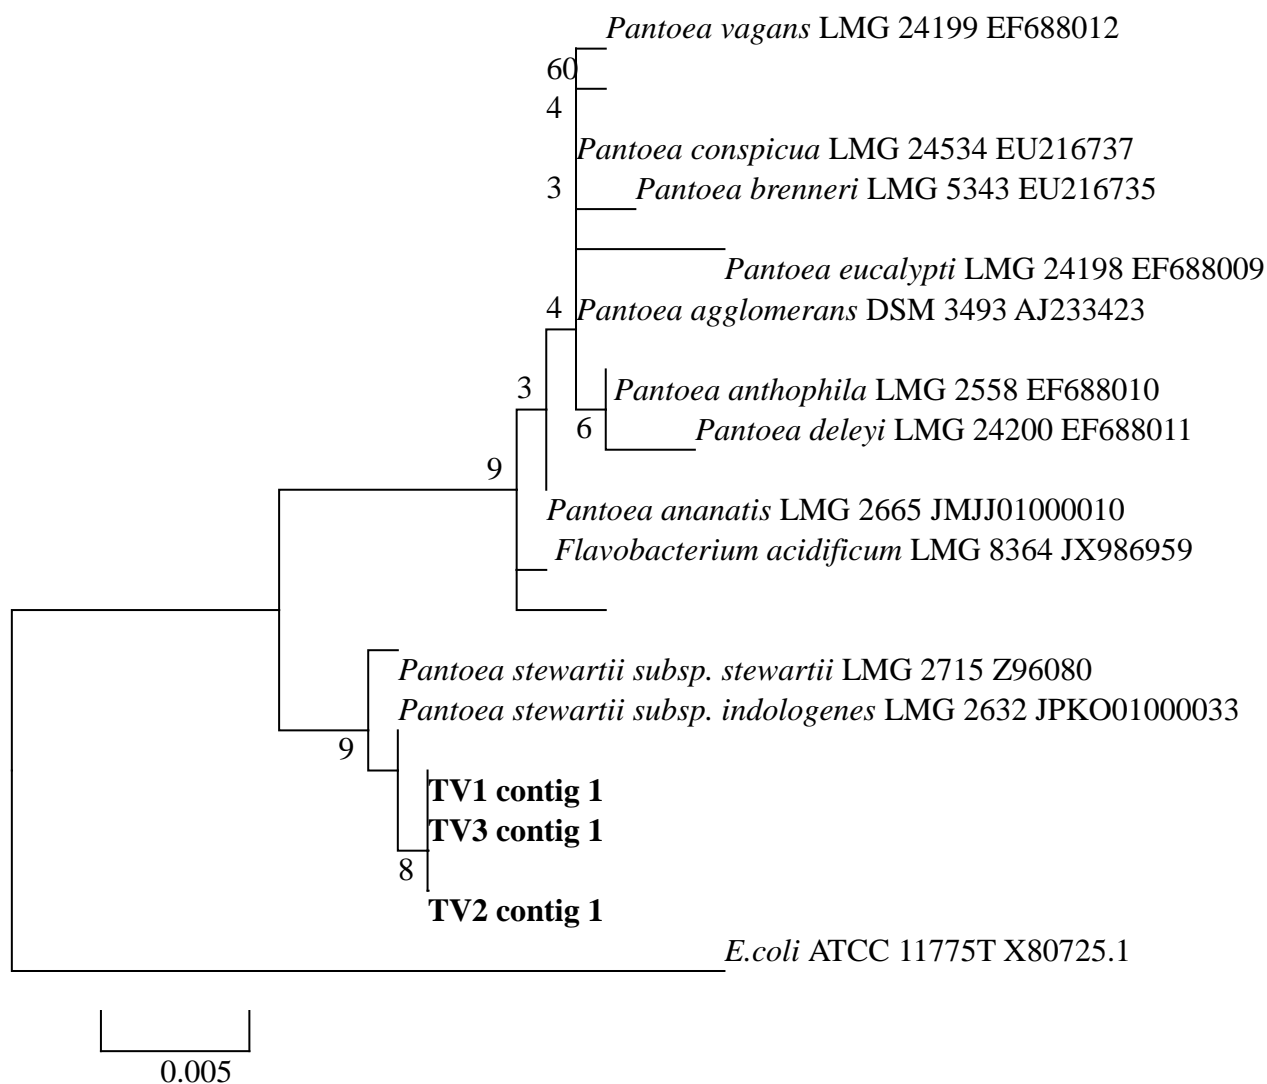 Pantoea vagans LMG 24199 EF688012
60
4
Pantoea conspicua LMG 24534 EU216737
3
Pantoea brenneri LMG 5343 EU216735
Pantoea eucalypti LMG 24198 EF688009
4
Pantoea agglomerans DSM 3493 AJ233423
3
Pantoea anthophila LMG 2558 EF688010
6
Pantoea deleyi LMG 24200 EF688011
9
Pantoea ananatis LMG 2665 JMJJ01000010
Flavobacterium acidificum LMG 8364 JX986959
Pantoea stewartii subsp. stewartii LMG 2715 Z96080
Pantoea stewartii subsp. indologenes LMG 2632 JPKO01000033
9
TV1 contig 1
TV3 contig 1
8
TV2 contig 1
E.coli ATCC 11775T X80725.1
0.005